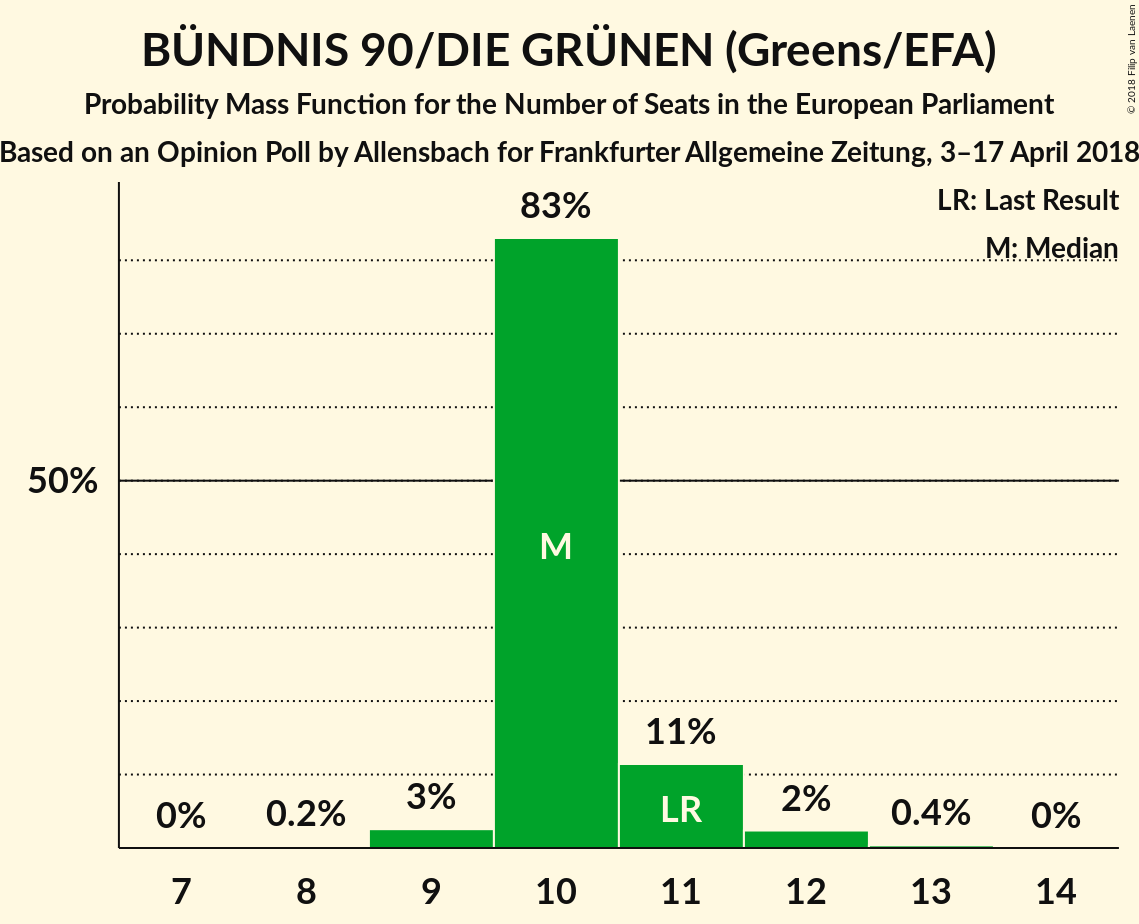 BÜNDNIS 90/DIE GRÜNEN (Greens/EFA)
Probability Mass Function for the Number of Seats in the European Parliament
Based on an Opinion Poll by Allensbach for Frankfurter Allgemeine Zeitung, 3–17 April 2018
© 2018 Filip van Laenen
LR: Last Result
M: Median
83%
50%
M
11%
LR
0%
0.2%
3%
2%
0.4%
0%
7 8 9 10 11 12 13 14